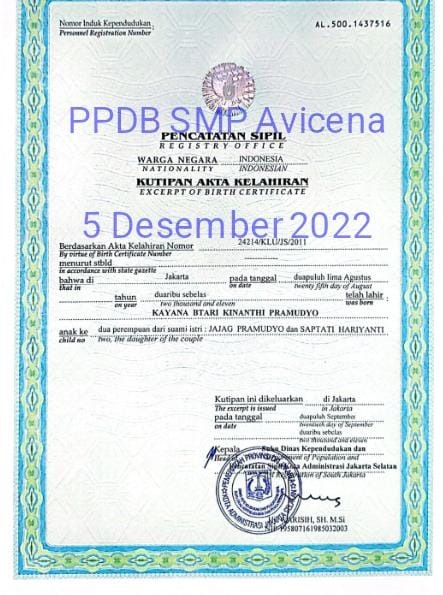 Nomor Induk Kependudukan :
Personnel Registration Number
AL.500.1437516
PPDB SMP Avicena
PENCATATAN SIPIL
REGISTRY OFFICE
WARGA NEGARA INDONESIA
NATIONALITY INDONESIAN
KUTIPAN AKTA KELAHIRAN
EXCERPT OF BIRTH CERTIFICATE
5 Desember 2022
Berdasarkan Akta Kelahiran Nomor 24214/KLU/JS/2011
By virtue of Birth Certificate Number
menurut stbld
in accordance with state gazette
bahwa di Jakarta pada tanggal duapuluh lima Agustus
that in on date twenty fifth day of August
tahun duaribu sebelas telah lahir :
on year two thousand and eleven was born
KAYANA BTARI KINANTHI PRAMUDYO
anak ke dua perempuan dari suami istri : JAJAG PRAMUDYO dan SAPTATI HARIYANTI
child no two, the daughter of the couple
Kutipan ini dikeluarkan di Jakarta
The excerpt is issued in Jakarta
pada tanggal duapuluh September
on date twentieth day of September
duaribu sebelas
two thousand and eleven
Kepala Suku Dinas Kependudukan dan
of Population and
Pencatatan Sipil Kota Administrasi Jakarta Selatan
Registration of South Jakarta
SH. M.Si
NIP 195807161985032003